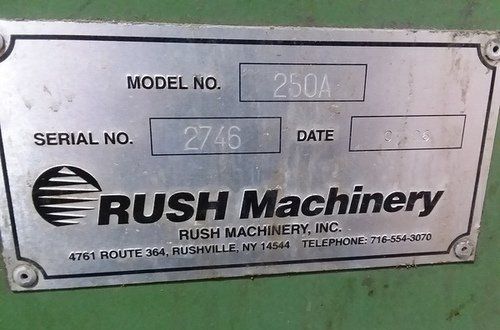 MODEL NO. 250A
SERIAL NO. 2746 DATE
RUSH Machinery
RUSH MACHINERY, INC.
4761 ROUTE 364, RUSHVILLE, NY 14544 TELEPHONE: 716-554-3070